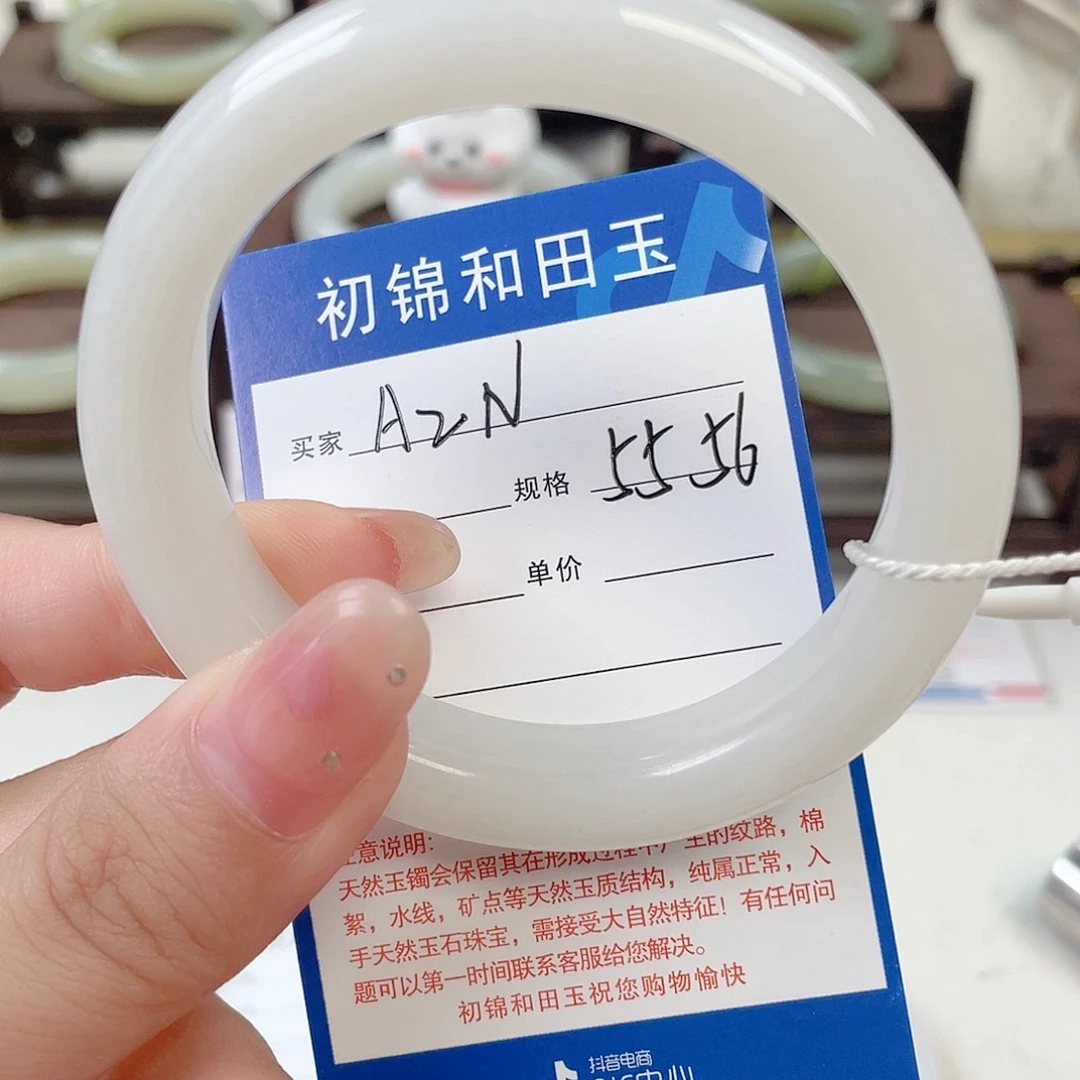 初锦和田玉
买家 AZN
规格 55 56
单价
注意说明:
天然玉镯会保留其在形成过程中产生的纹路，棉
絮，水线，矿点等天然玉质结构，纯属正常，入
手天然玉石珠宝，需接受大自然特征！有任何问
题可以第一时间联系客服给您解决。
初锦和田玉祝您购物愉快
抖音电商